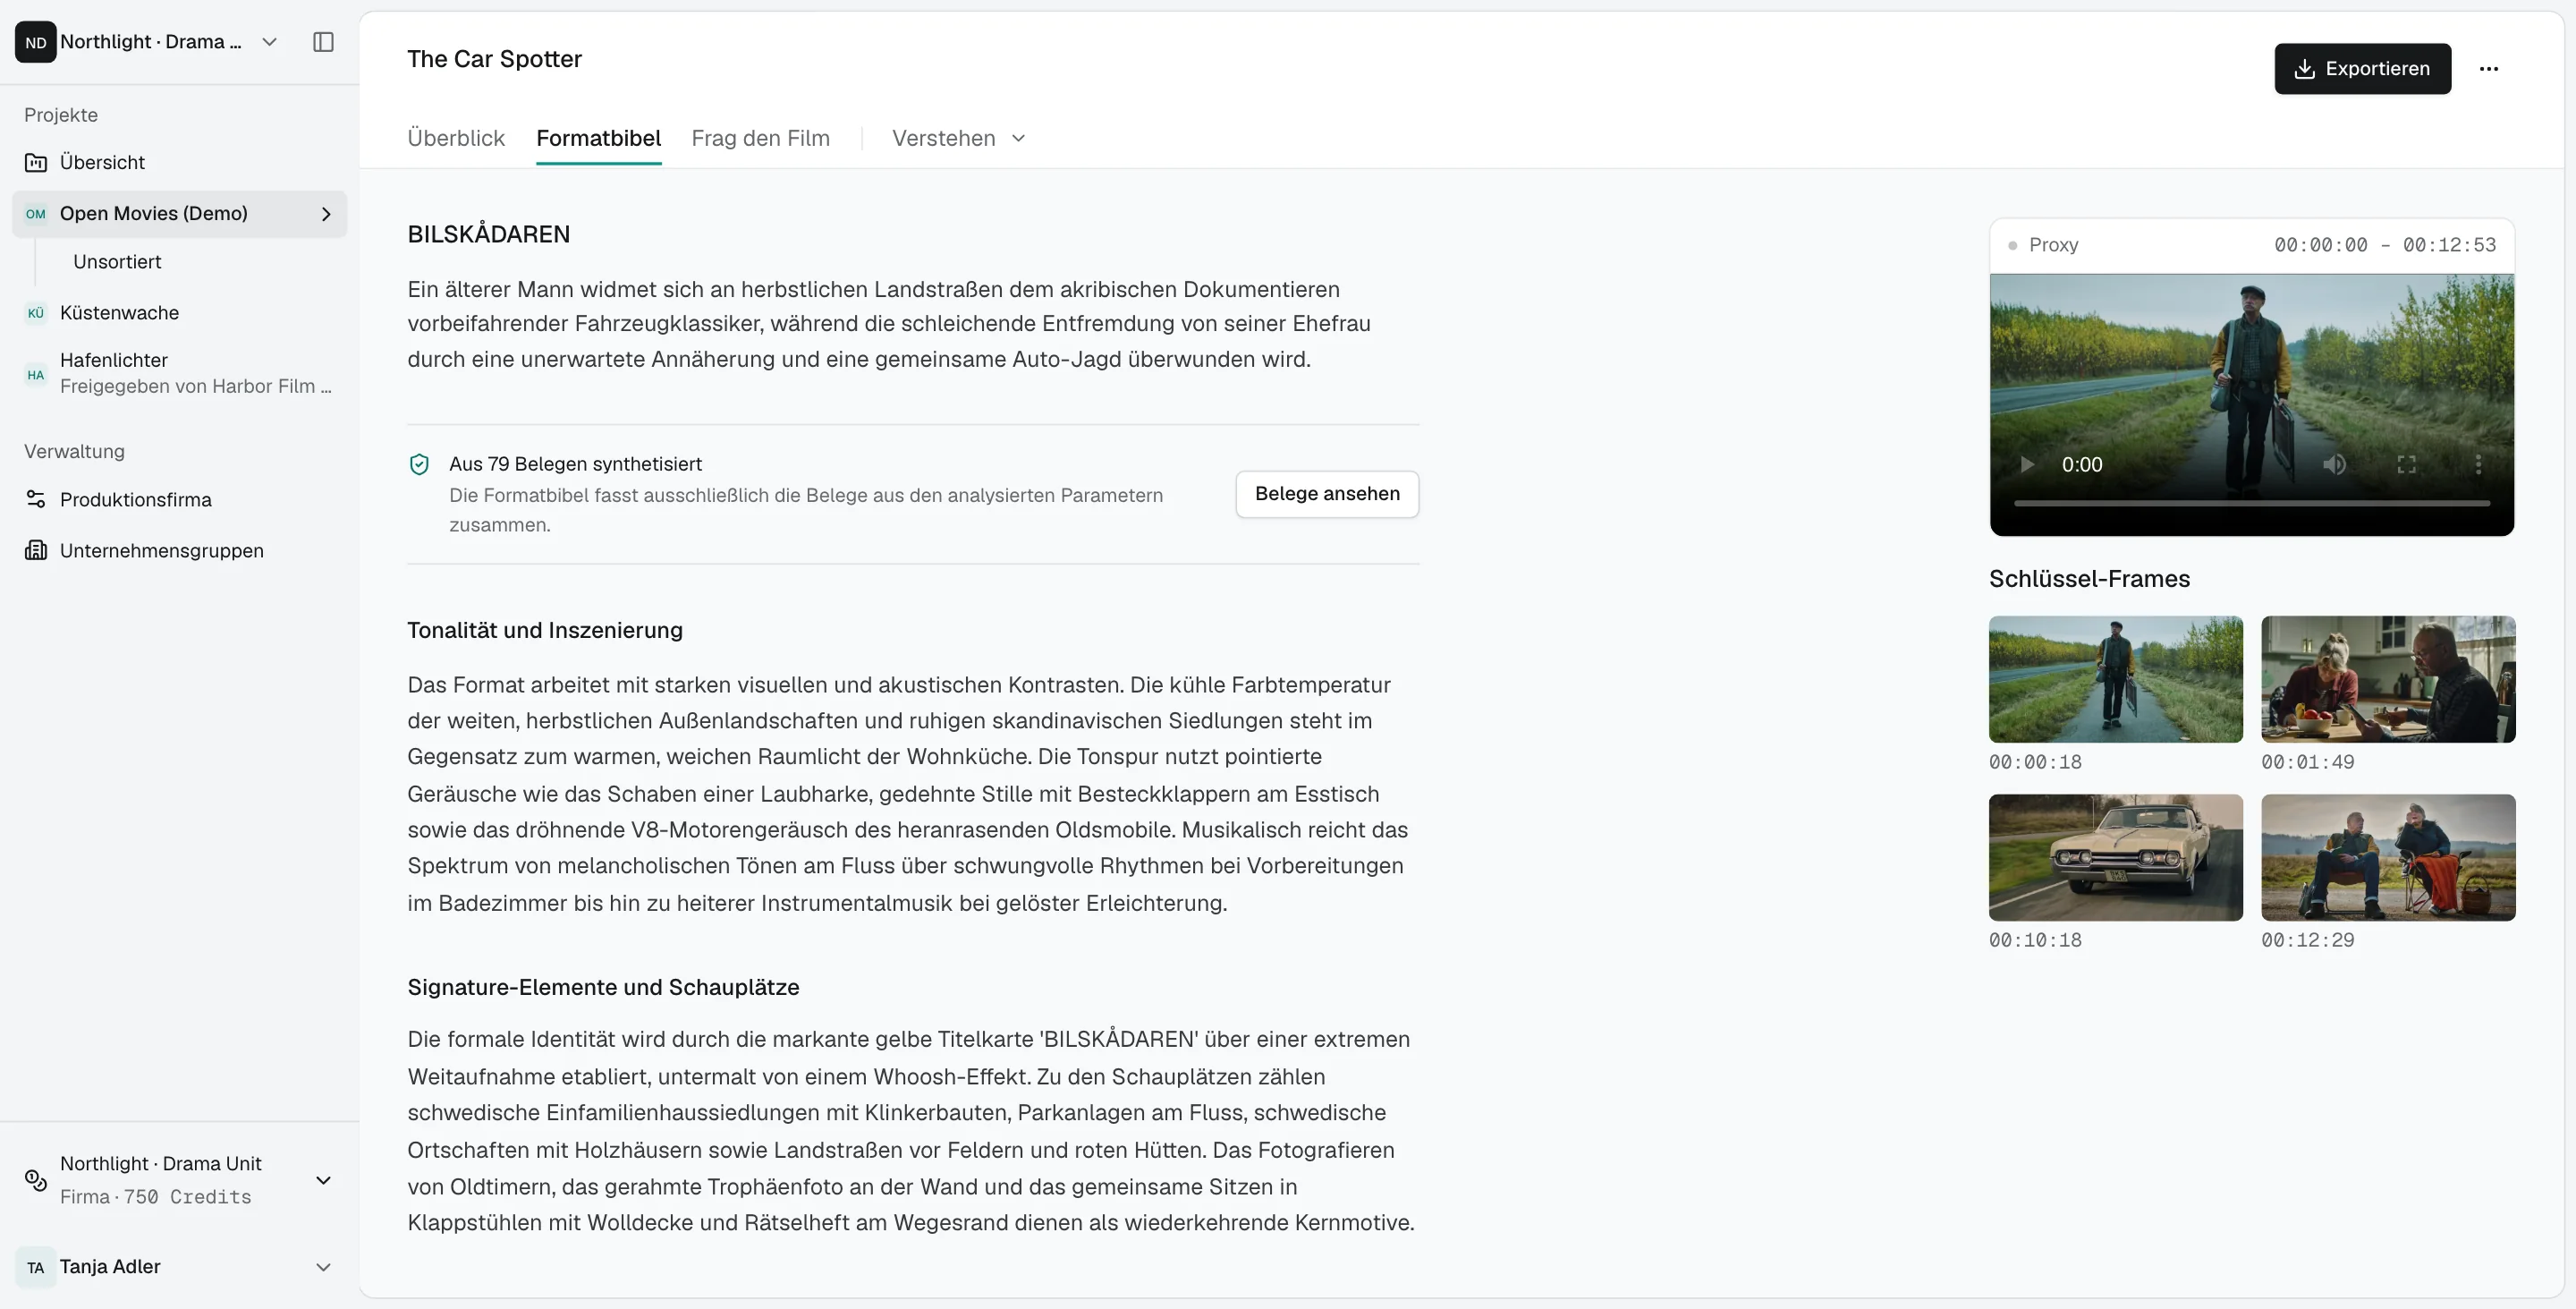 ND Northlight · Drama ...
Projekte
Übersicht
OM Open Movies (Demo)
Unsortiert
KÜ Küstenwache
HA Hafenlichter
Freigegeben von Harbor Film ...
Verwaltung
Produktionsfirma
Unternehmensgruppen
Northlight · Drama Unit
Firma · 750 Credits
TA Tanja Adler
The Car Spotter
Exportieren
Überblick Formatbibel Frag den Film Verstehen
BILSKÅDAREN
Ein älterer Mann widmet sich an herbstlichen Landstraßen dem akribischen Dokumentieren
vorbeifahrender Fahrzeugklassiker, während die schleichende Entfremdung von seiner Ehefrau
durch eine unerwartete Annäherung und eine gemeinsame Auto-Jagd überwunden wird.
Aus 79 Belegen synthetisiert
Die Formatbibel fasst ausschließlich die Belege aus den analysierten Parametern
zusammen.
Belege ansehen
Tonalität und Inszenierung
Das Format arbeitet mit starken visuellen und akustischen Kontrasten. Die kühle Farbtemperatur
der weiten, herbstlichen Außenlandschaften und ruhigen skandinavischen Siedlungen steht im
Gegensatz zum warmen, weichen Raumlicht der Wohnküche. Die Tonspur nutzt pointierte
Geräusche wie das Schaben einer Laubharke, gedehnte Stille mit Besteckklappern am Esstisch
sowie das dröhnende V8-Motorengeräusch des heranrasenden Oldsmobile. Musikalisch reicht das
Spektrum von melancholischen Tönen am Fluss über schwungvolle Rhythmen bei Vorbereitungen
im Badezimmer bis hin zu heiterer Instrumentalmusik bei gelöster Erleichterung.
Signature-Elemente und Schauplätze
Die formale Identität wird durch die markante gelbe Titelkarte 'BILSKÅDAREN' über einer extremen
Weitaufnahme etabliert, untermalt von einem Whoosh-Effekt. Zu den Schauplätzen zählen
schwedische Einfamilienhaussiedlungen mit Klinkerbauten, Parkanlagen am Fluss, schwedische
Ortschaften mit Holzhäusern sowie Landstraßen vor Feldern und roten Hütten. Das Fotografieren
von Oldtimern, das gerahmte Trophäenfoto an der Wand und das gemeinsame Sitzen in
Klappstühlen mit Wolldecke und Rätselheft am Wegesrand dienen als wiederkehrende Kernmotive.
Proxy 00:00:00 - 00:12:53
0:00
Schlüssel-Frames
00:00:18 00:01:49
00:10:18 00:12:29